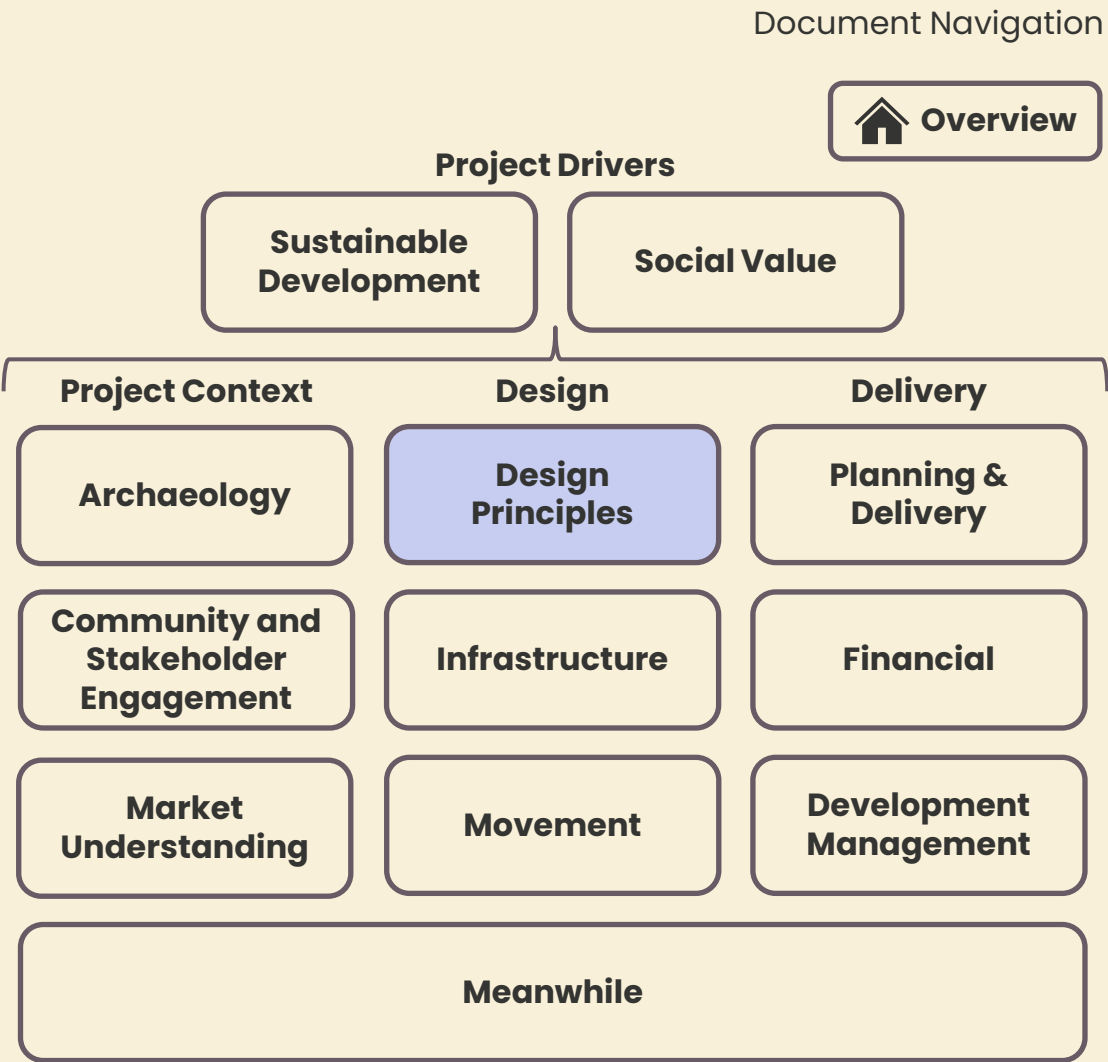 Document Navigation
Overview
Project Drivers
Sustainable
Development
Social Value
Project Context
Design
Delivery
Archaeology
Design
Principles
Planning &
Delivery
Community and
Stakeholder
Engagement
Infrastructure
Financial
Market
Understanding
Movement
Development
Management
Meanwhile